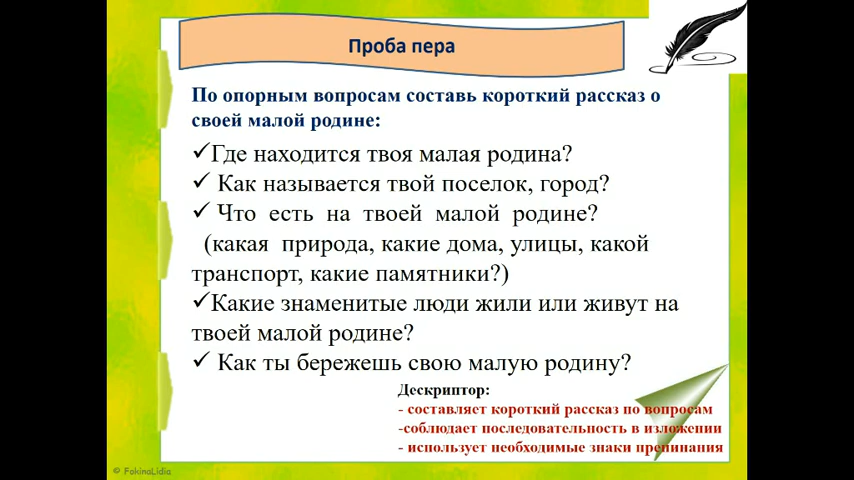 Проба пера
По опорным вопросам составь короткий рассказ о
своей малой родине:
✓Где находится твоя малая родина?
✓ Как называется твой поселок, город?
✓ Что есть на твоей малой родине?
(какая природа, какие дома, улицы, какой
транспорт, какие памятники?)
✓Какие знаменитые люди жили или живут на
твоей малой родине?
✓ Как ты бережешь свою малую родину?
Дескриптор:
- составляет короткий рассказ по вопросам
-соблюдает последовательность в изложении
- использует необходимые знаки препинания
© FokinaLidia